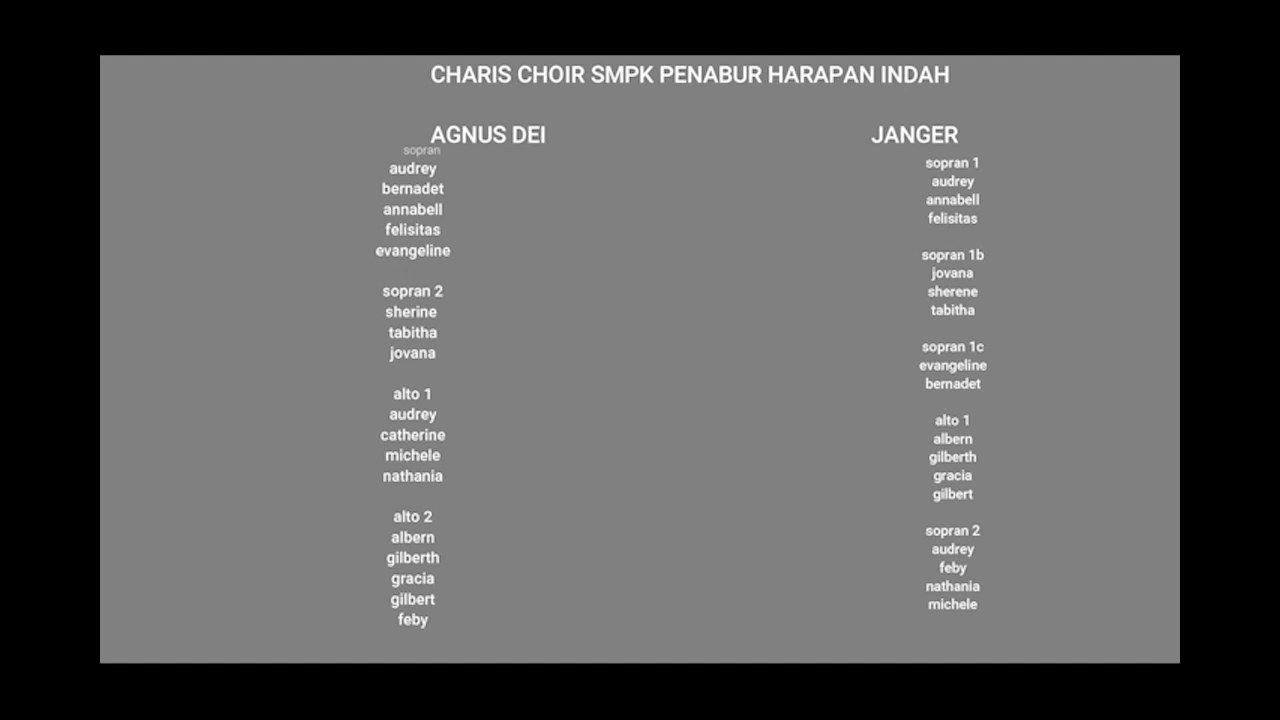 CHARIS CHOIR SMPK PENABUR HARAPAN INDAH
AGNUS DEI
sopran
audrey
bernadet
annabell
felisitas
evangeline
sopran 2
sherine
tabitha
jovana
alto 1
audrey
catherine
michele
nathania
alto 2
albern
gilberth
gracia
gilbert
feby
JANGER
sopran 1
audrey
annabell
felisitas
sopran 1b
jovana
sherene
tabitha
sopran 1c
evangeline
bernadet
alto 1
albern
gilberth
gracia
gilbert
sopran 2
audrey
feby
nathania
michele